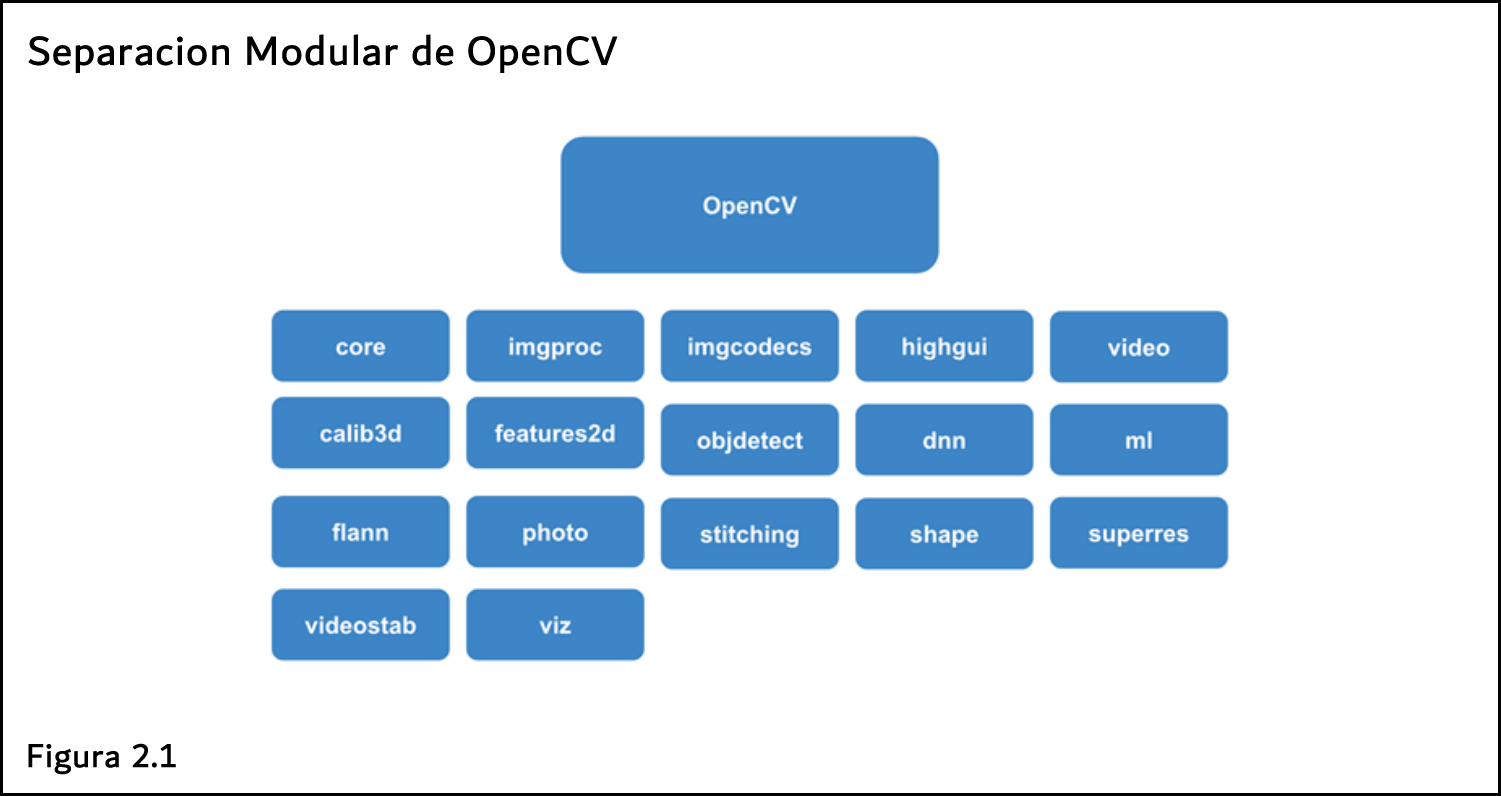 Separacion Modular de OpenCV
OpenCV
core
imgproc
imgcodecs
highgui
video
calib3d
features2d
objdetect
dnn
ml
flann
photo
stitching
shape
superres
videostab
viz
Figura 2.1